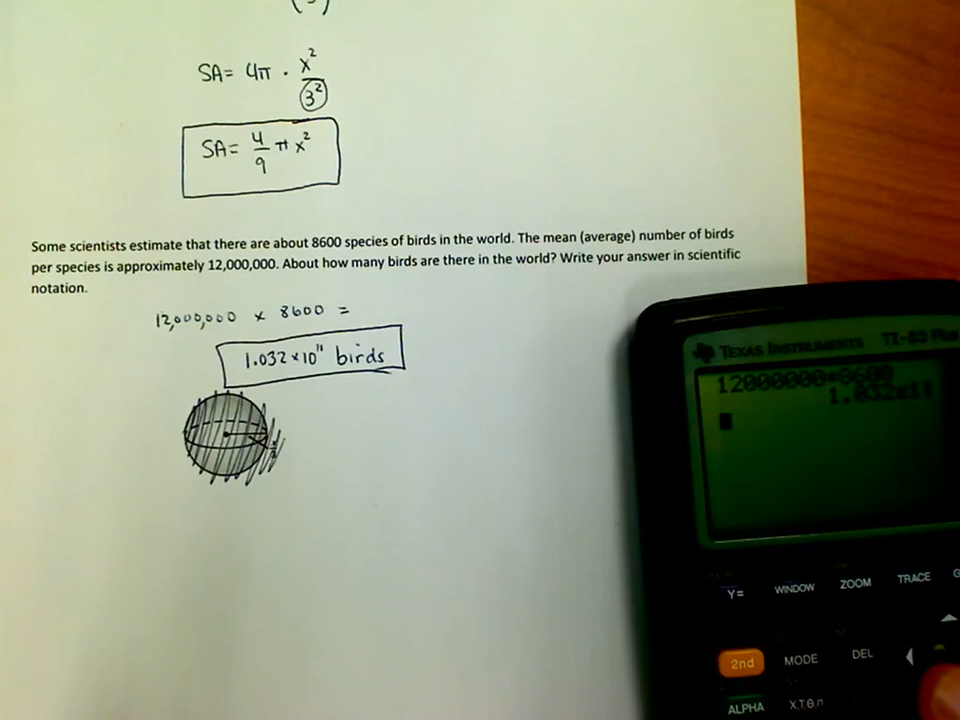 SA = 4π · x²
3²
SA = 4/9 π x²
Some scientists estimate that there are about 8600 species of birds in the world. The mean (average) number of birds
per species is approximately 12,000,000. About how many birds are there in the world? Write your answer in scientific
notation.
12,000,000 x 8600 =
1.032 × 10¹¹ birds
TEXAS INSTRUMENTS TI-83 Plus
12000000*8600
1.032E11
Y= WINDOW ZOOM TRACE G
2nd MODE DEL
ALPHA X,T,θ,n